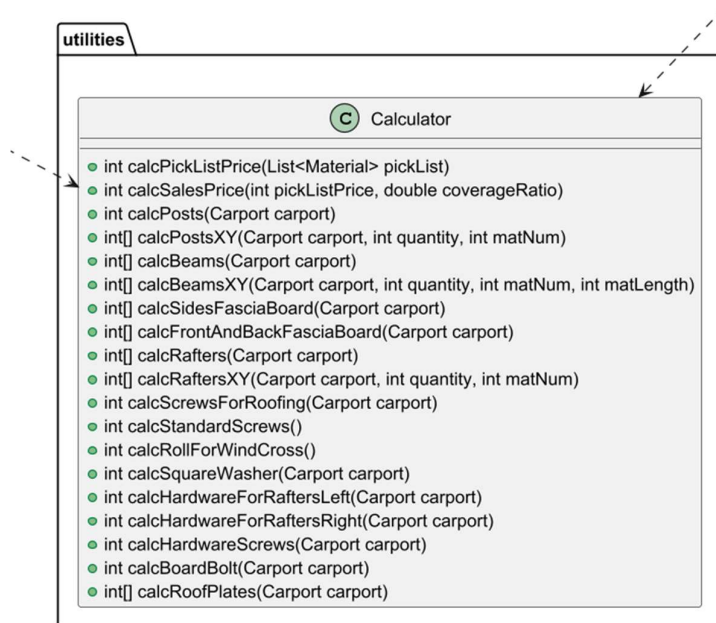 utilities
C Calculator
int calcPickListPrice(List<Material> pickList)
int calcSalesPrice(int pickListPrice, double coverageRatio)
int calcPosts(Carport carport)
int[] calcPostsXY(Carport carport, int quantity, int matNum)
int[] calcBeams(Carport carport)
int[] calcBeamsXY(Carport carport, int quantity, int matNum, int matLength)
int[] calcSidesFasciaBoard(Carport carport)
int[] calcFrontAndBackFasciaBoard(Carport carport)
int[] calcRafters(Carport carport)
int[] calcRaftersXY(Carport carport, int quantity, int matNum)
int calcScrewsForRoofing(Carport carport)
int calcStandardScrews()
int calcRollForWindCross()
int calcSquareWasher(Carport carport)
int calcHardwareForRaftersLeft(Carport carport)
int calcHardwareForRaftersRight(Carport carport)
int calcHardwareScrews(Carport carport)
int calcBoardBolt(Carport carport)
int[] calcRoofPlates(Carport carport)